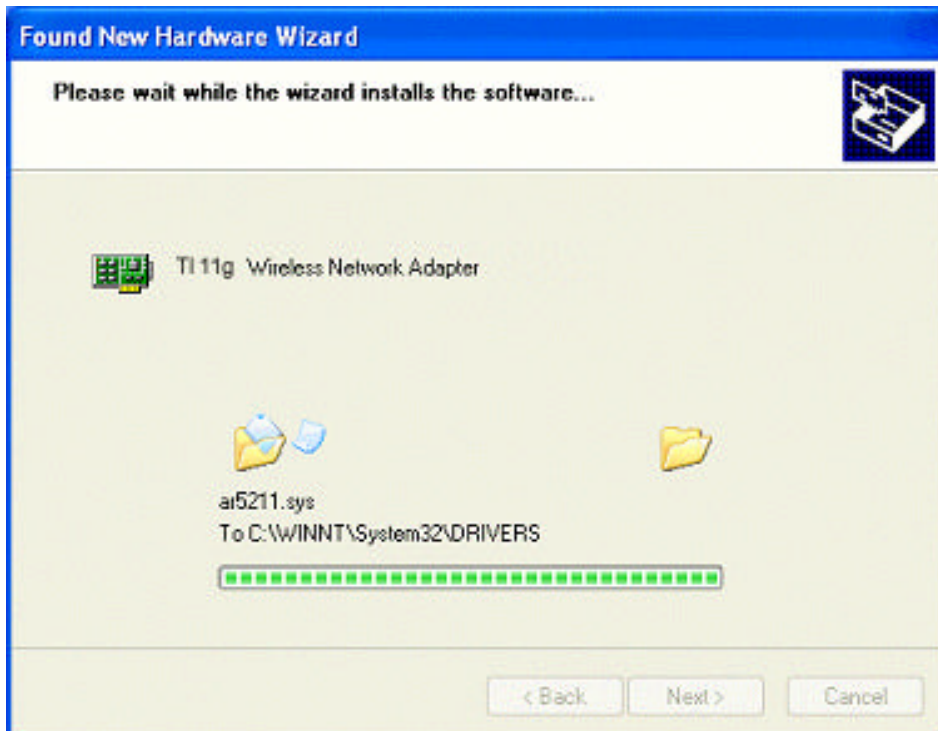 Found New Hardware Wizard
Please wait while the wizard installs the software...
TI 11g Wireless Network Adapter
ar5211.sys
To C:\WINNT\System32\DRIVERS
< Back
Next >
Cancel